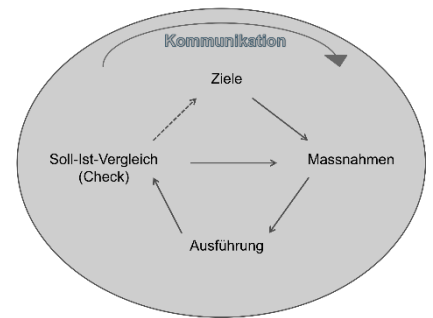 Kommunikation
Ziele
Soll-Ist-Vergleich
(Check)
Massnahmen
Ausführung